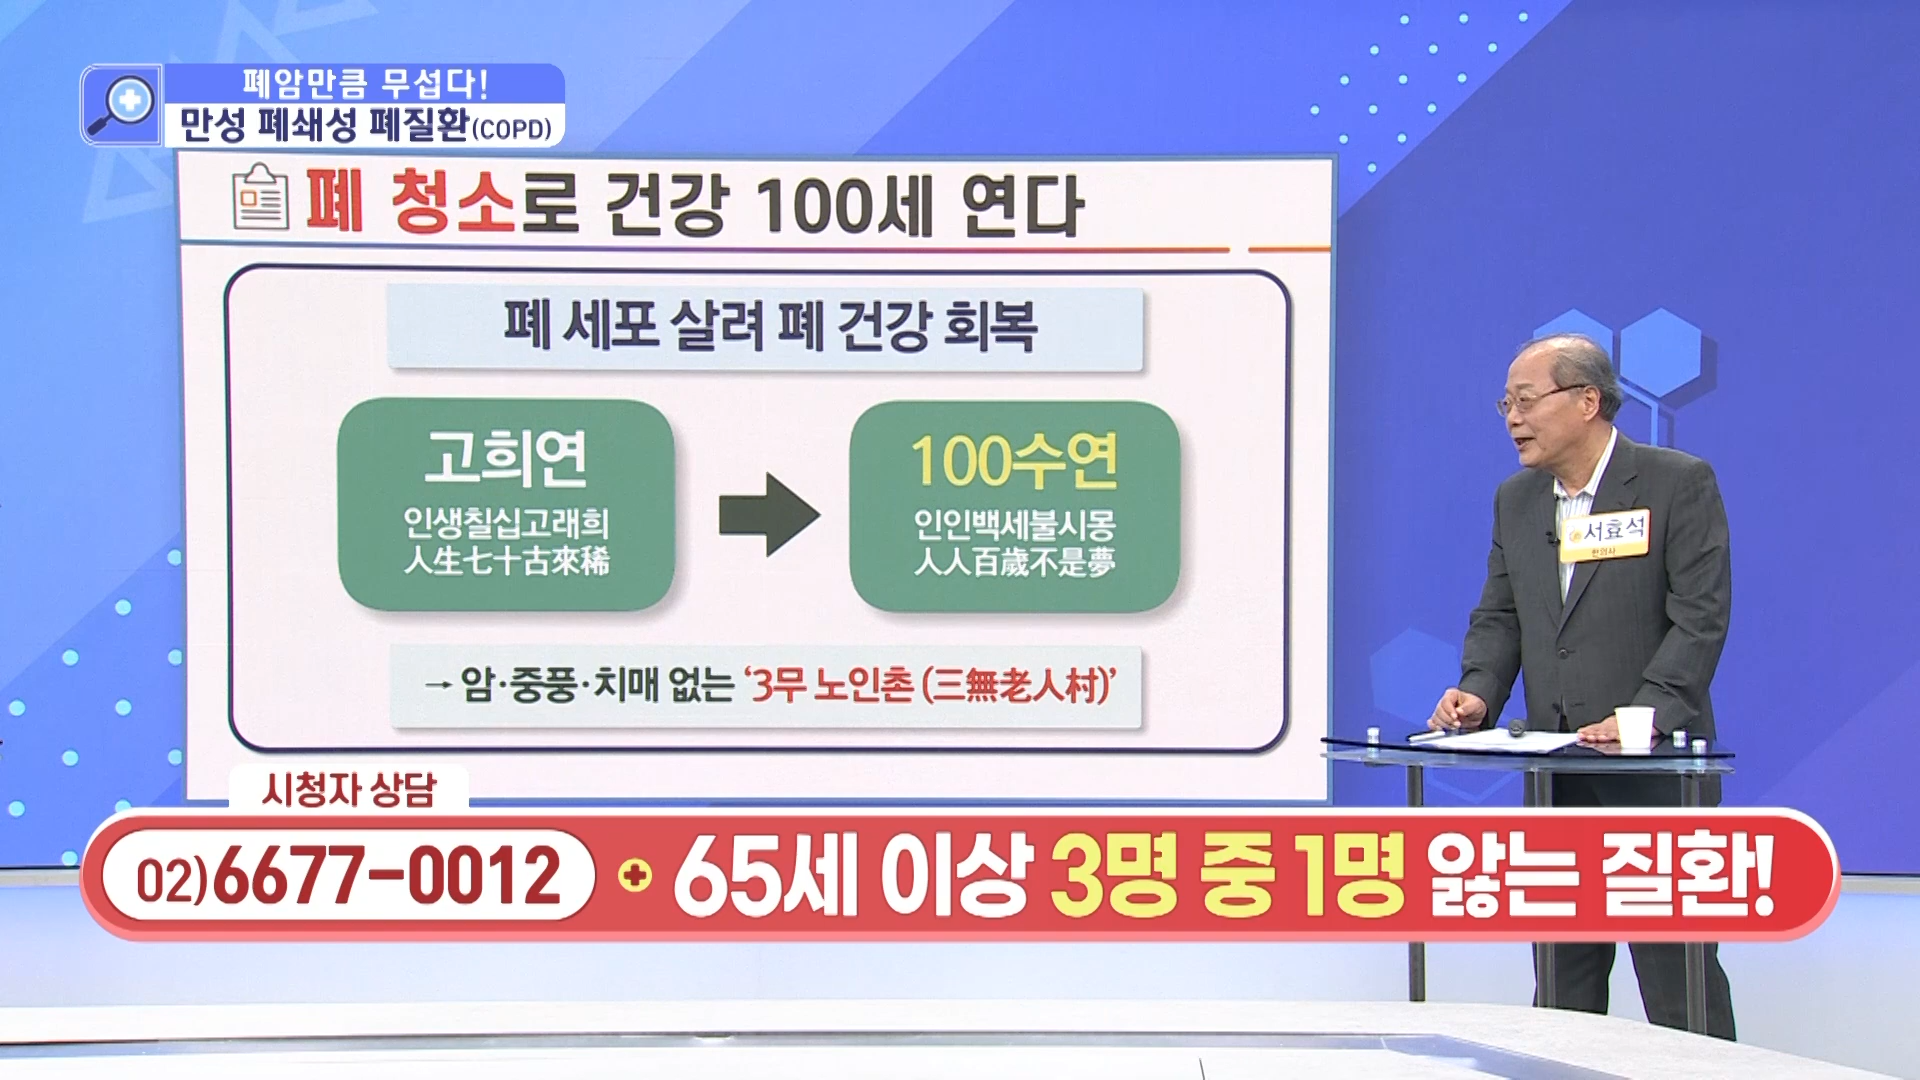 폐암만큼 무섭다!
만성 폐쇄성 폐질환(COPD)
폐 청소로 건강 100세 연다
폐 세포 살려 폐 건강 회복
고희연
인생칠십고래희
人生七十古來稀
100수연
인인백세불시몽
人人百歲不是夢
→ 암·중풍·치매 없는 ‘3무 노인촌 (三無老人村)’
서효석
한의사
시청자 상담
02)6677-0012
65세 이상 3명 중 1명 앓는 질환!